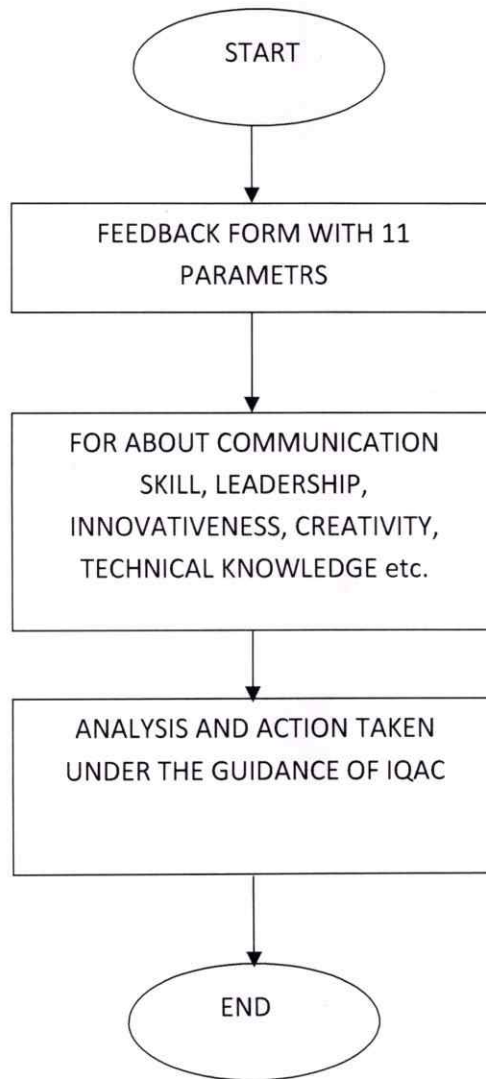 START
FEEDBACK FORM WITH 11
PARAMETRS
FOR ABOUT COMMUNICATION
SKILL, LEADERSHIP,
INNOVATIVENESS, CREATIVITY,
TECHNICAL KNOWLEDGE etc.
ANALYSIS AND ACTION TAKEN
UNDER THE GUIDANCE OF IQAC
END